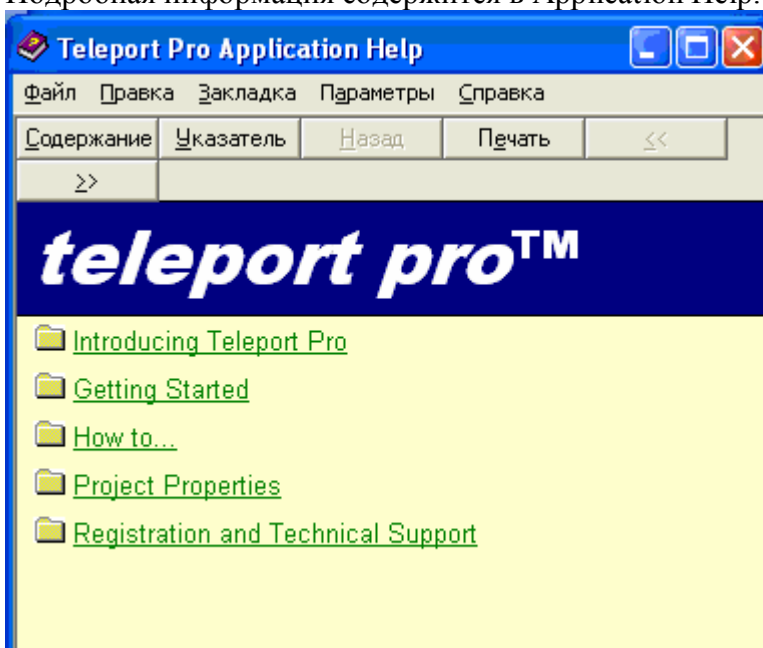 Подробная информация содержится в Application Help.
Teleport Pro Application Help
Файл Правка Закладка Параметры Справка
Содержание Указатель Назад Печать <<
>>
teleport pro™
Introducing Teleport Pro
Getting Started
How to...
Project Properties
Registration and Technical Support